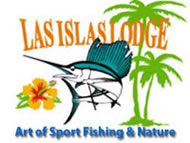 LAS ISLAS LODGE
Art of Sport Fishing & Nature